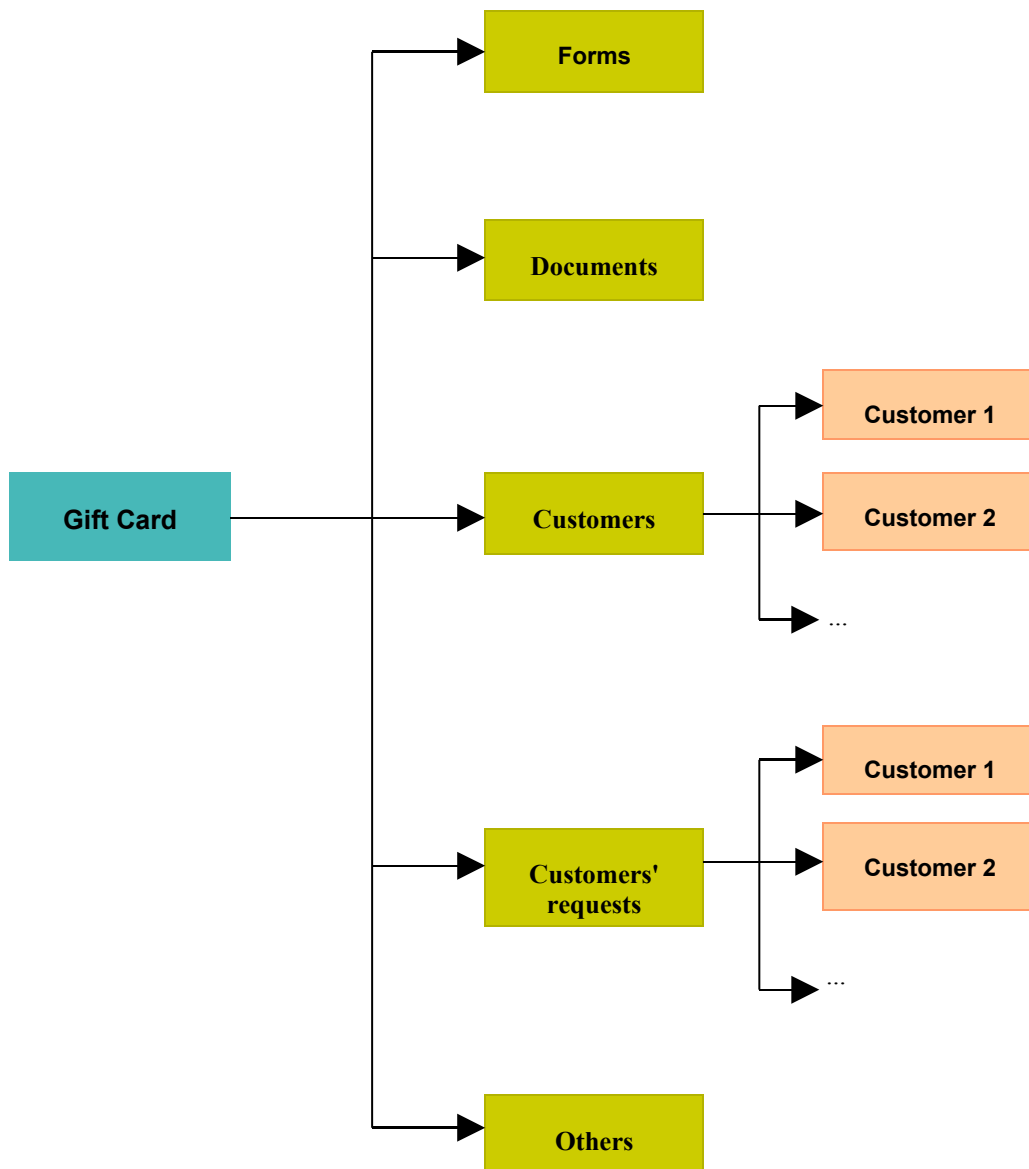 Forms
Documents
Customer 1
Gift Card
Customers
Customer 2
...
Customer 1
Customers'
requests
Customer 2
...
Others